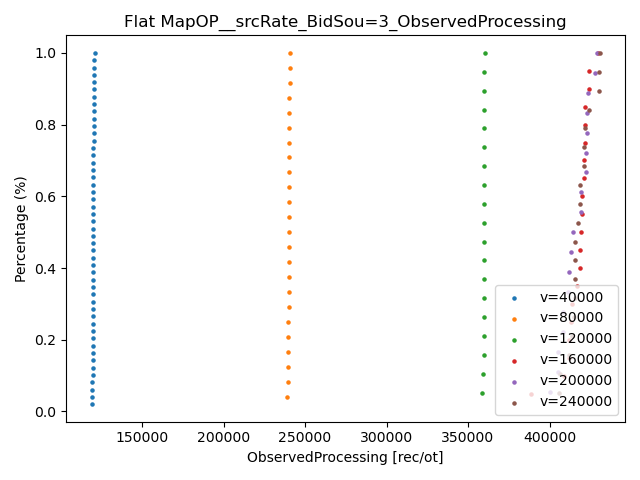 Flat MapOP__srcRate_BidSou=3_ObservedProcessing
Percentage (%)
1.0
0.8
0.6
0.4
0.2
0.0
v=40000
v=80000
v=120000
v=160000
v=200000
v=240000
150000 200000 250000 300000 350000 400000
ObservedProcessing [rec/ot]